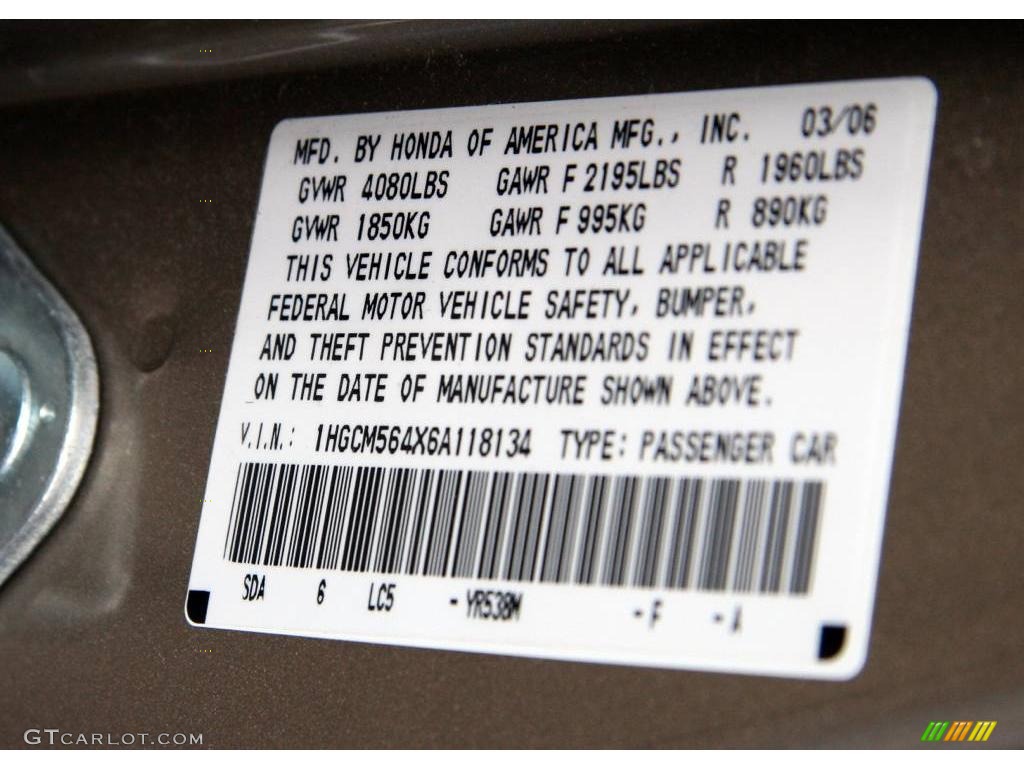 MFD. BY HONDA OF AMERICA MFG., INC. 03/06
GVWR 4080LBS GAWR F 2195LBS R 1960LBS
GVWR 1850KG GAWR F 995KG R 890KG
THIS VEHICLE CONFORMS TO ALL APPLICABLE
FEDERAL MOTOR VEHICLE SAFETY, BUMPER,
AND THEFT PREVENTION STANDARDS IN EFFECT
ON THE DATE OF MANUFACTURE SHOWN ABOVE.
V.I.N.: 1HGCM564X6A118134 TYPE: PASSENGER CAR
SDA 6 LC5 - YR538M - F - A
GTCARLOT.COM